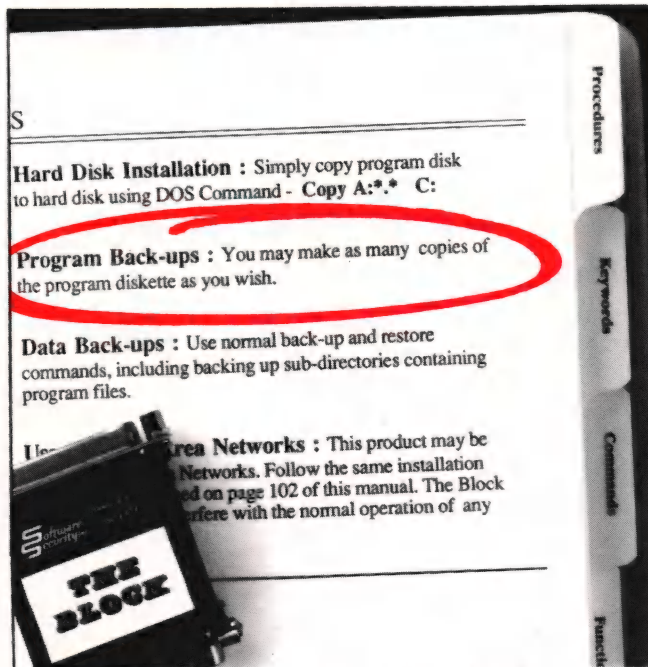 S
Hard Disk Installation : Simply copy program disk
to hard disk using DOS Command - Copy A:*.* C:
Program Back-ups : You may make as many copies of
the program diskette as you wish.
Data Back-ups : Use normal back-up and restore
commands, including backing up sub-directories containing
program files.
rea Networks : This product may be
Networks. Follow the same installation
ed on page 102 of this manual. The Block
erfere with the normal operation of any
Software
Security
THE
BLOCK
Procedures
Keywords
Commands
Functi